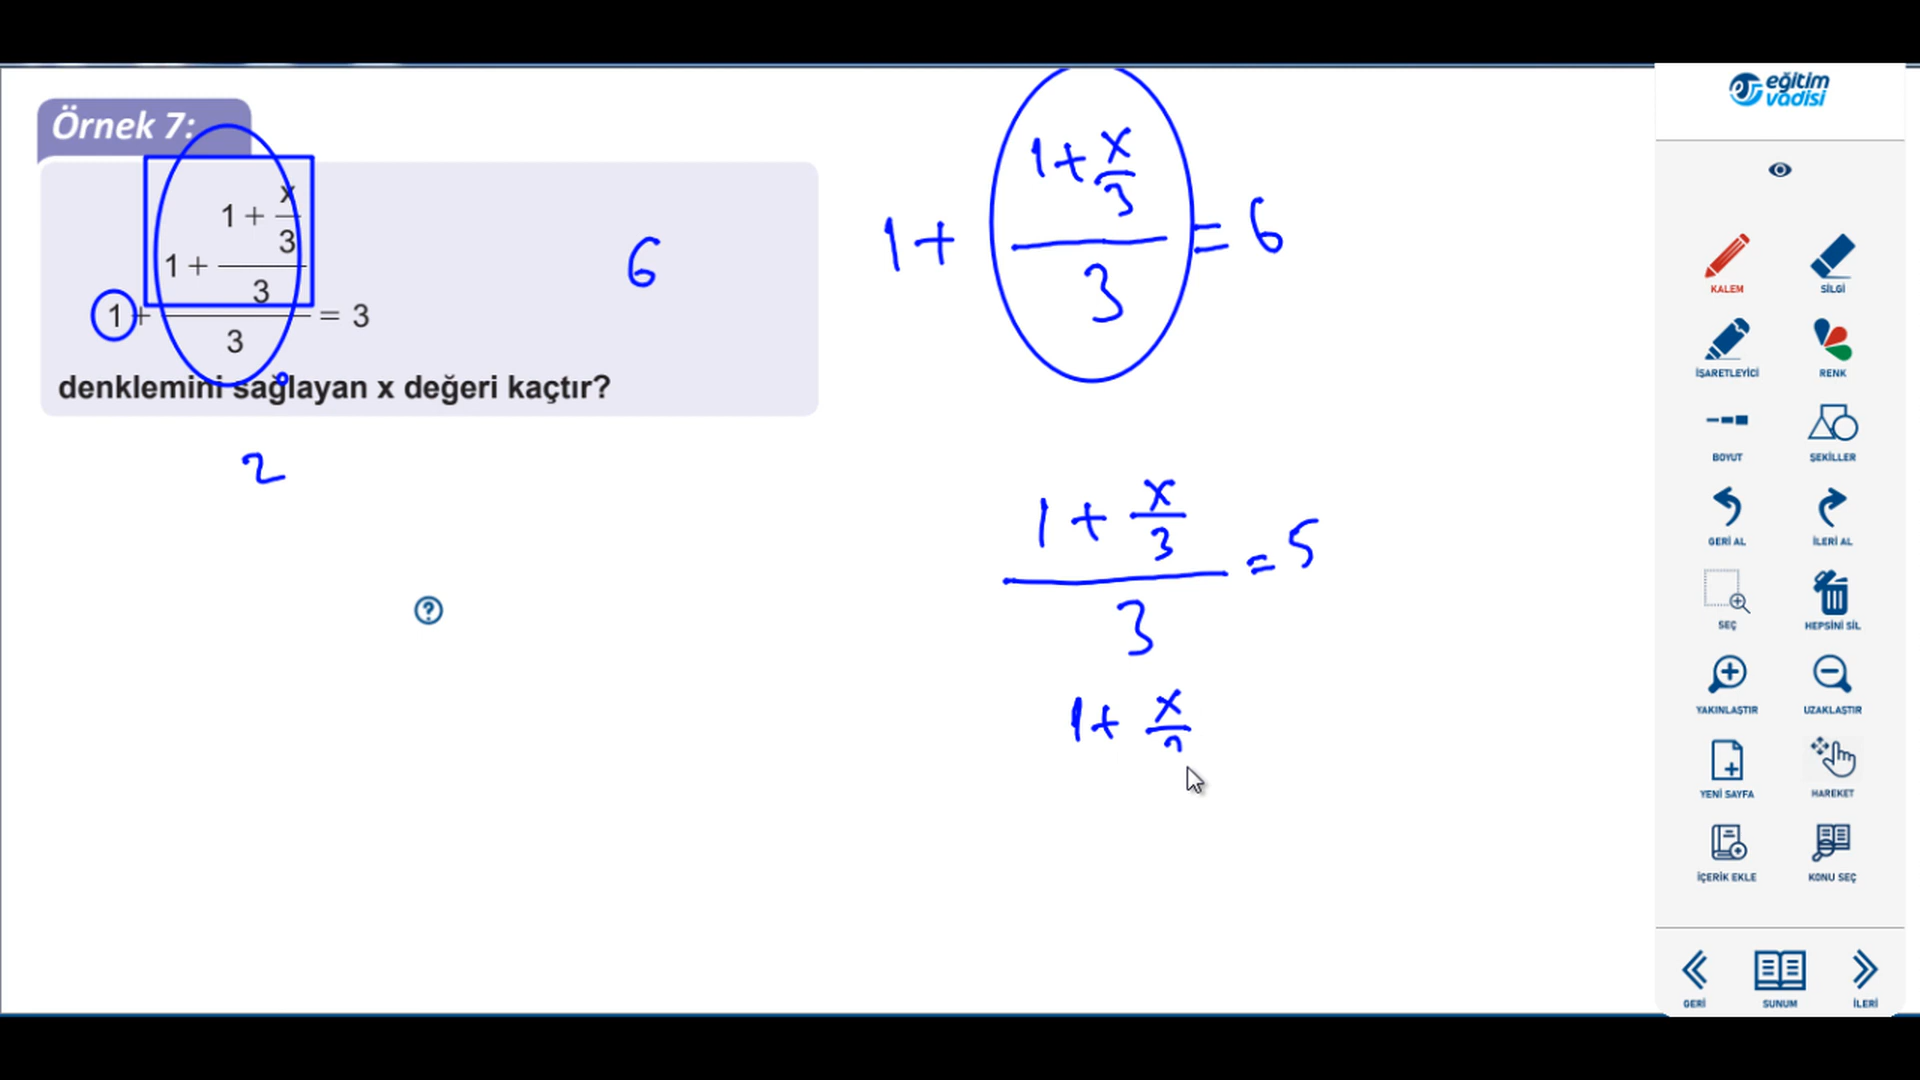 Örnek 7:
1 + x/3
1 + 3
1 + 3 = 3
denklemini sağlayan x değeri kaçtır?
6
2
1 + (1 + x/3)/3 = 6
(1 + x/3)/3 = 5
1 + x/
eğitim
vadisi
KALEM SİLGİ
İŞARETLEYİCİ RENK
BOYUT ŞEKİLLER
GERİ AL İLERİ AL
SEÇ HEPSİNİ SİL
YAKINLAŞTIR UZAKLAŞTIR
YENİ SAYFA HAREKET
İÇERİK EKLE KONU SEÇ
GERİ SUNUM İLERİ